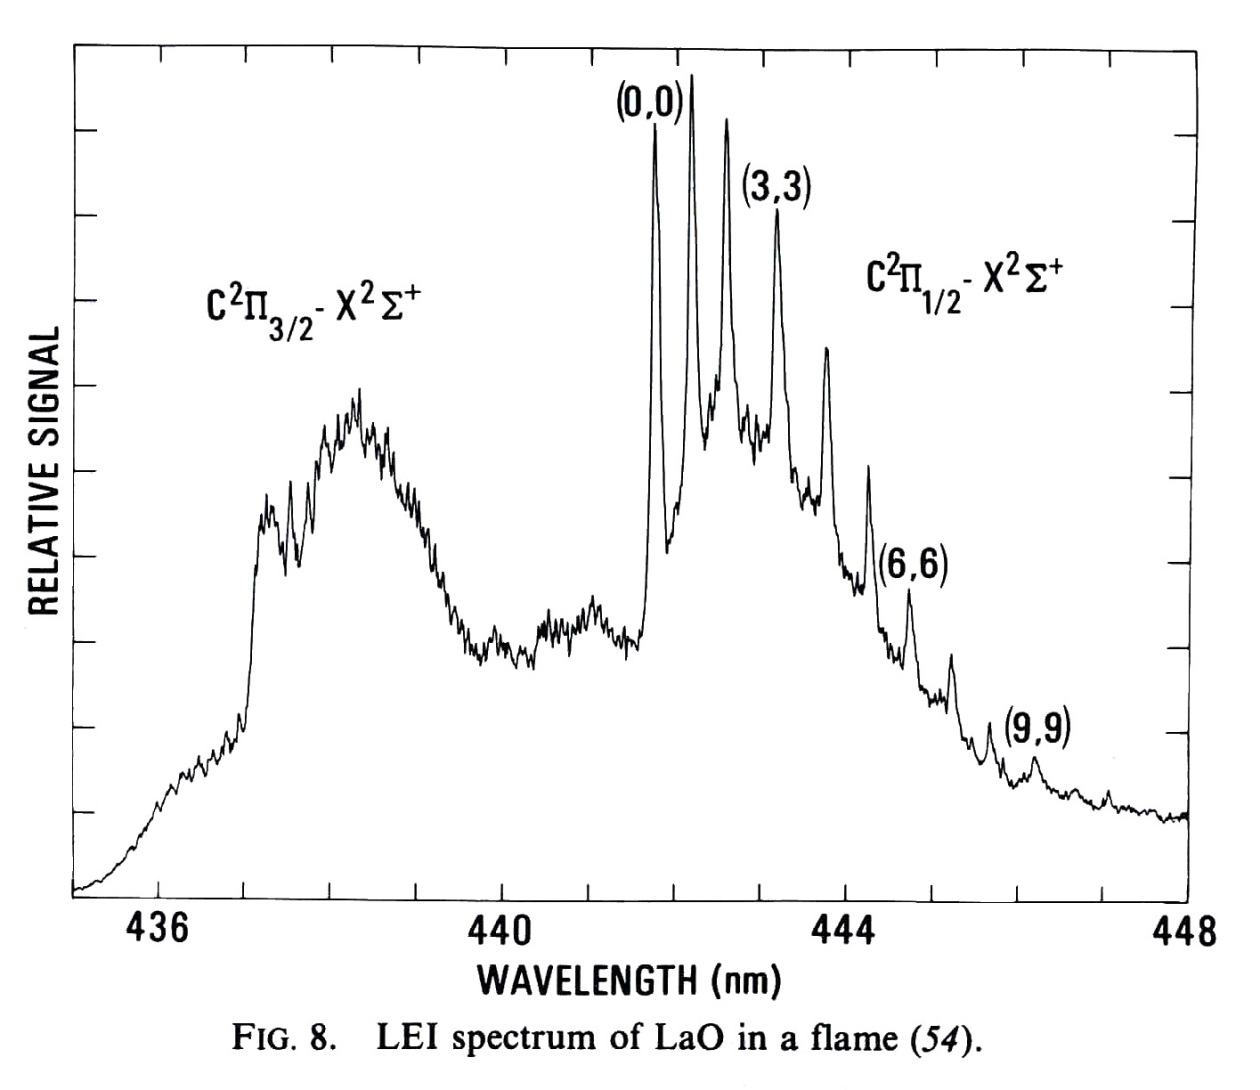 (0,0)
(3,3)
C²Π₃/₂- X²Σ⁺
C²Π₁/₂- X²Σ⁺
(6,6)
(9,9)
RELATIVE SIGNAL
436
440
444
448
WAVELENGTH (nm)
FIG. 8. LEI spectrum of LaO in a flame (54).